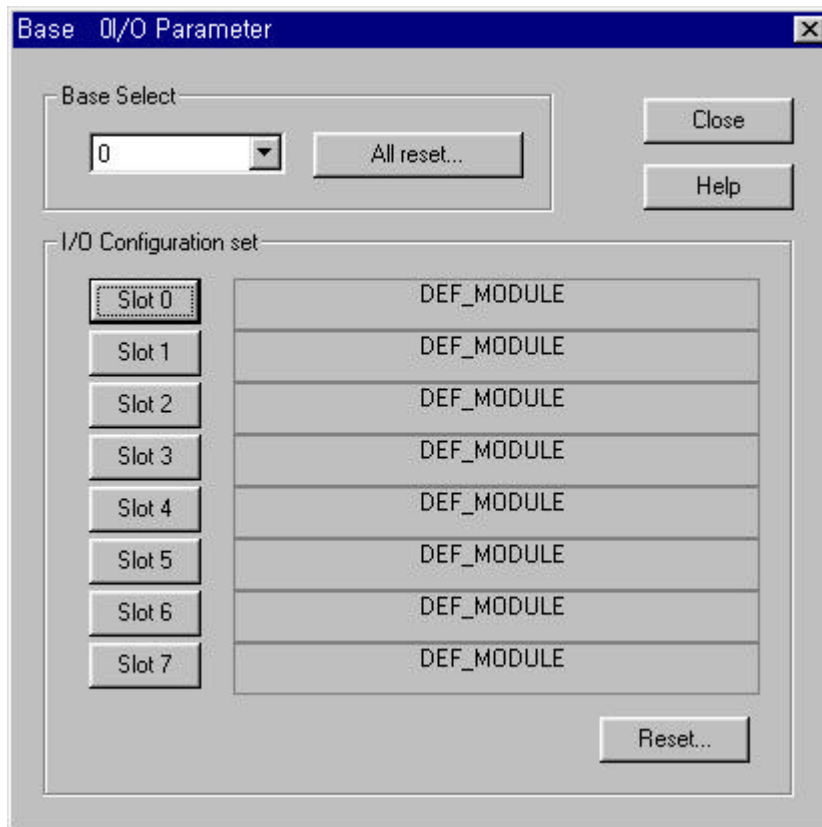 Base 0I/O Parameter
Base Select
0
All reset...
Close
Help
I/O Configuration set
Slot 0 DEF_MODULE
Slot 1 DEF_MODULE
Slot 2 DEF_MODULE
Slot 3 DEF_MODULE
Slot 4 DEF_MODULE
Slot 5 DEF_MODULE
Slot 6 DEF_MODULE
Slot 7 DEF_MODULE
Reset...